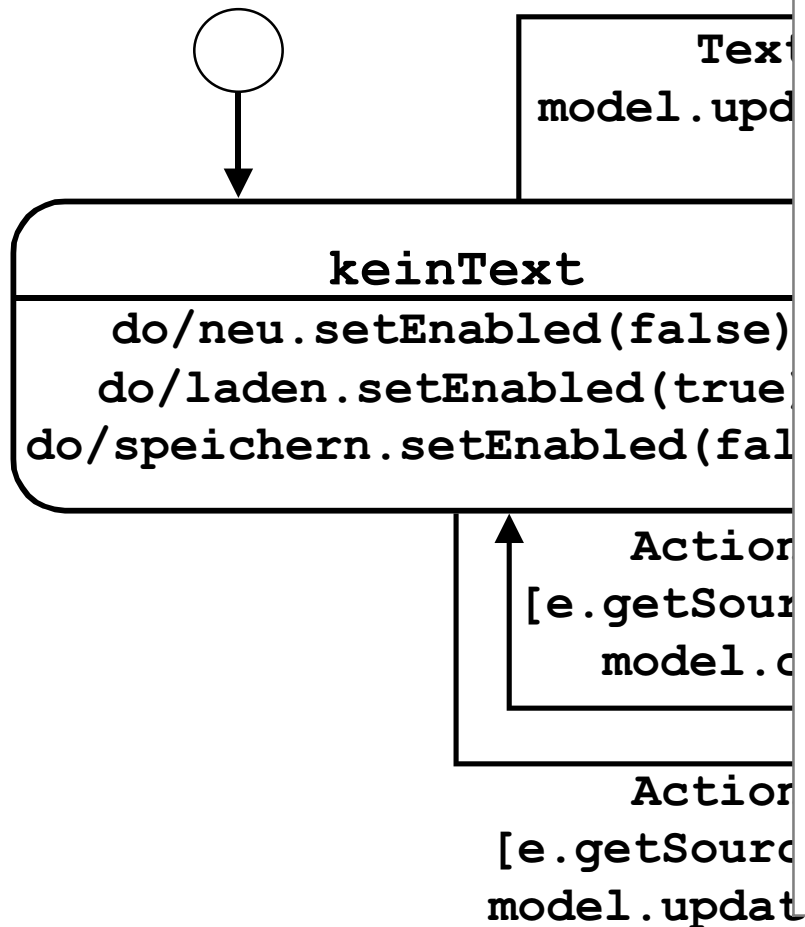 Text
model.upd
keinText
do/neu.setEnabled(false)
do/laden.setEnabled(true)
do/speichern.setEnabled(fal
Action
[e.getSour
model.c
Action
[e.getSourc
model.updat